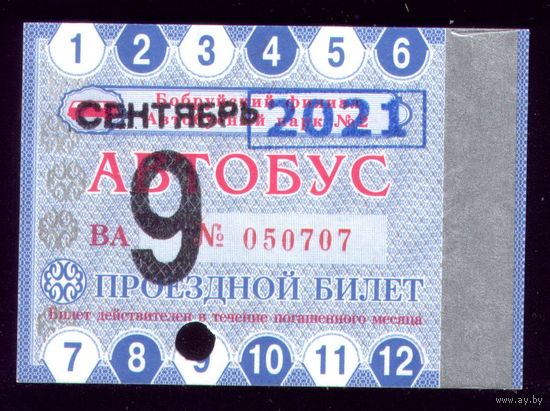 1 2 3 4 5 6
Бобруйский филиал
Автобусный парк №2
СЕНТЯБРЬ 2021
АВТОБУС
9
ВА № 050707
ПРОЕЗДНОЙ БИЛЕТ
Билет действителен в течение погашенного месяца
7 8 9 10 11 12
www.ay.by